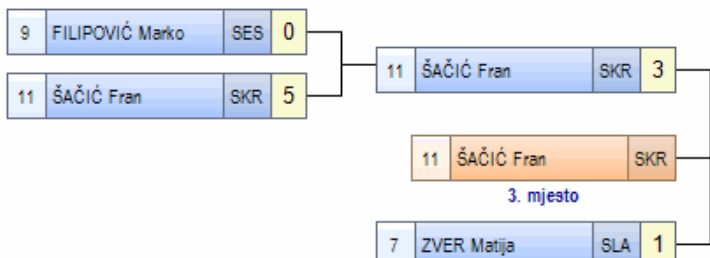 9 FILIPOVIĆ Marko SES 0
11 ŠAČIĆ Fran SKR 5
11 ŠAČIĆ Fran SKR 3
11 ŠAČIĆ Fran SKR
3. mjesto
7 ZVER Matija SLA 1